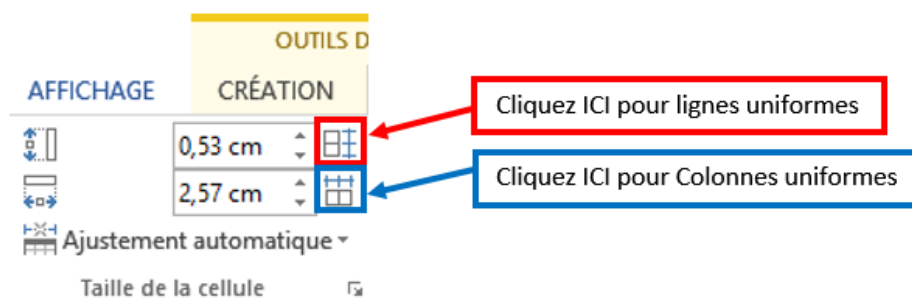 OUTILS D
AFFICHAGE
CRÉATION
0,53 cm
Cliquez ICI pour lignes uniformes
2,57 cm
Cliquez ICI pour Colonnes uniformes
Ajustement automatique
Taille de la cellule